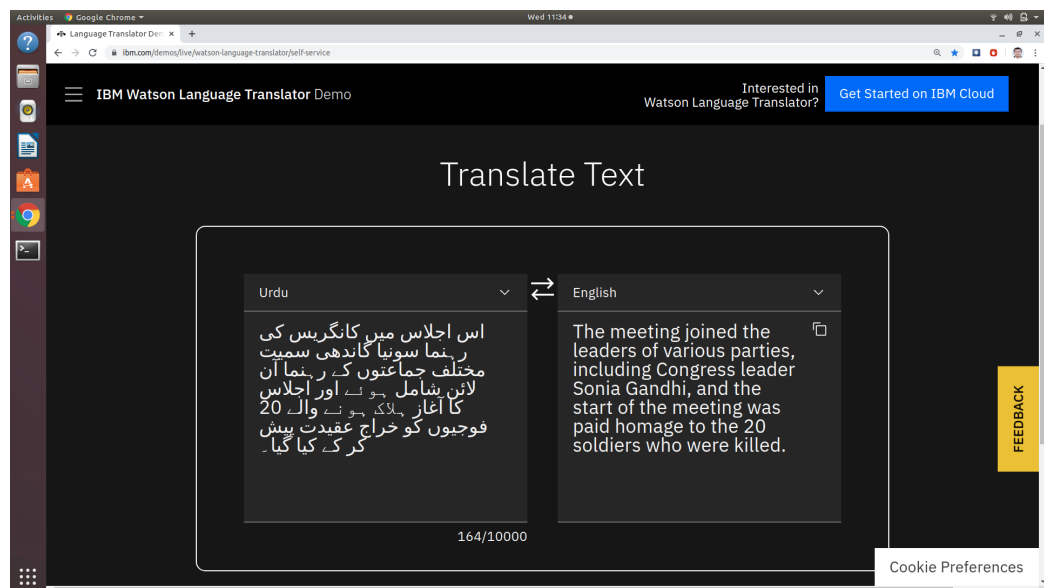 Activities Google Chrome Wed 11:34
Language Translator Dem
ibm.com/demos/live/watson-language-translator/self-service
IBM Watson Language Translator Demo
Interested in
Watson Language Translator?
Get Started on IBM Cloud
Translate Text
Urdu
اس اجلاس میں کانگریس کی
رہنما سونیا گاندھی سمیت
مختلف جماعتوں کے رہنما آن
لائن شامل ہوئے اور اجلاس
کا آغاز ہلاک ہونے والے 20
فوجیوں کو خراج عقیدت پیش
کر کے کیا گیا۔
164/10000
English
The meeting joined the
leaders of various parties,
including Congress leader
Sonia Gandhi, and the
start of the meeting was
paid homage to the 20
soldiers who were killed.
FEEDBACK
Cookie Preferences